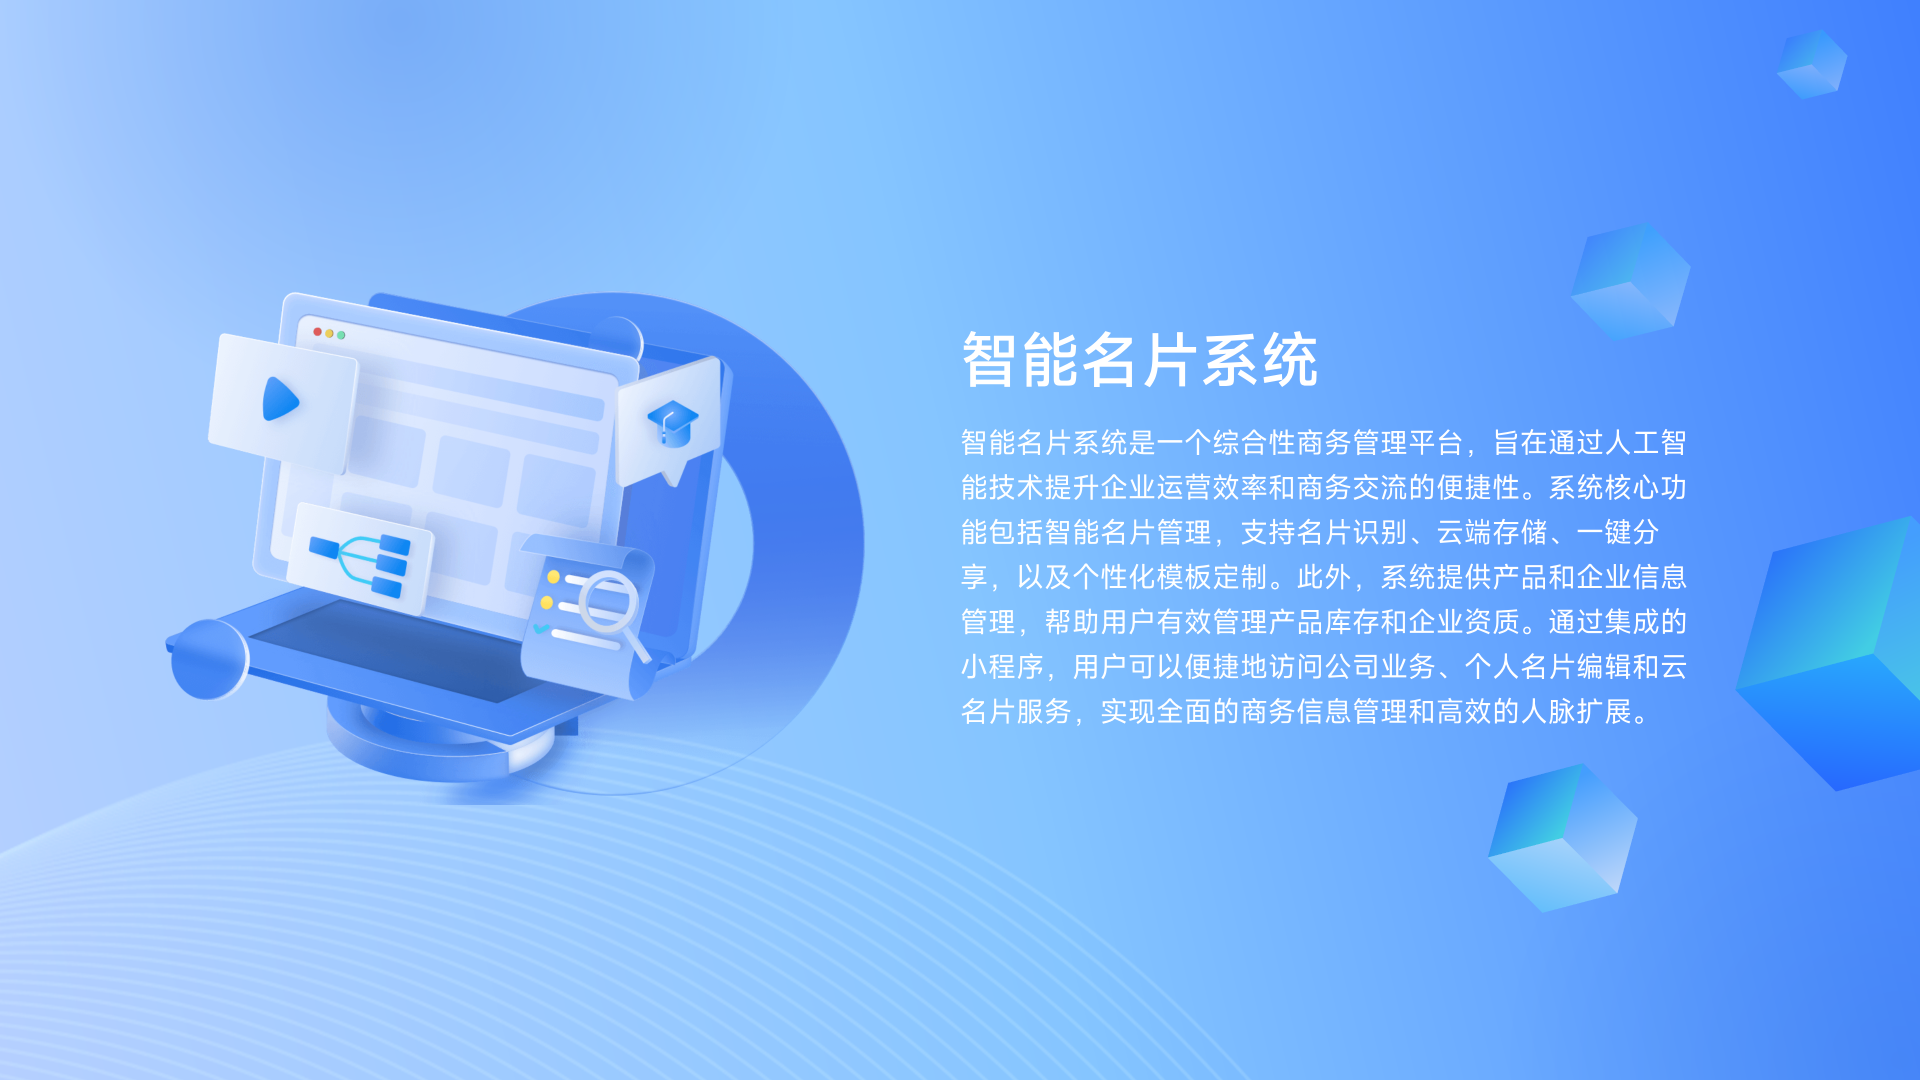 智能名片系统
智能名片系统是一个综合性商务管理平台，旨在通过人工智
能技术提升企业运营效率和商务交流的便捷性。系统核心功
能包括智能名片管理，支持名片识别、云端存储、一键分
享，以及个性化模板定制。此外，系统提供产品和企业信息
管理，帮助用户有效管理产品库存和企业资质。通过集成的
小程序，用户可以便捷地访问公司业务、个人名片编辑和云
名片服务，实现全面的商务信息管理和高效的人脉扩展。